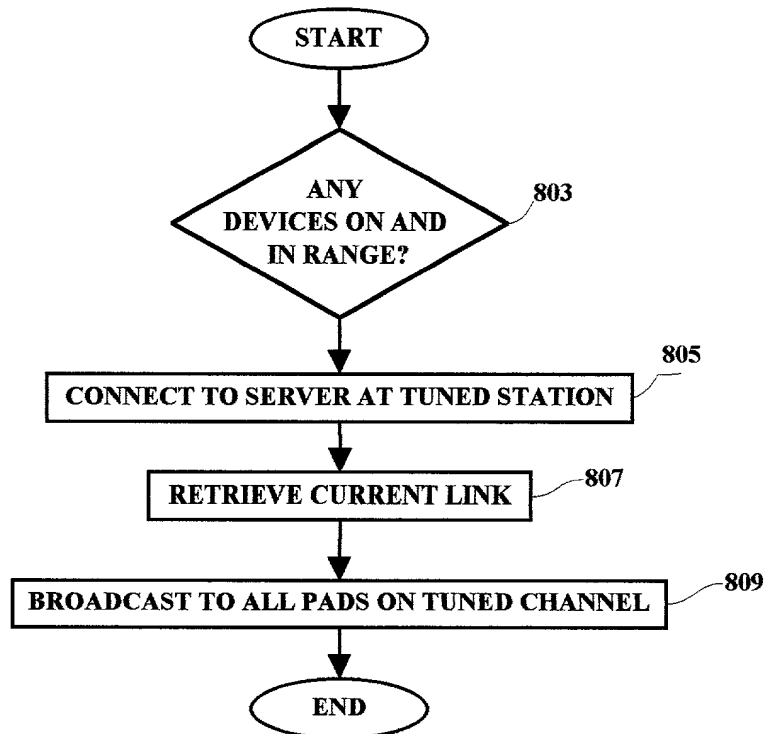 START
ANY
DEVICES ON AND
IN RANGE?
803
CONNECT TO SERVER AT TUNED STATION
805
RETRIEVE CURRENT LINK
807
BROADCAST TO ALL PADS ON TUNED CHANNEL
809
END